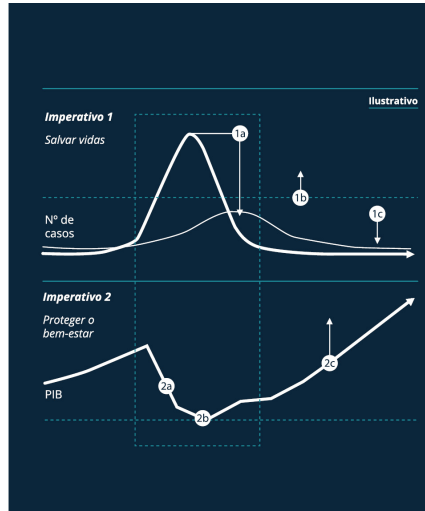 Ilustrativo
Imperativo 1
Salvar vidas
1a
1b
1c
Nº de
casos
Imperativo 2
Proteger o
bem-estar
2a
2b
2c
PIB